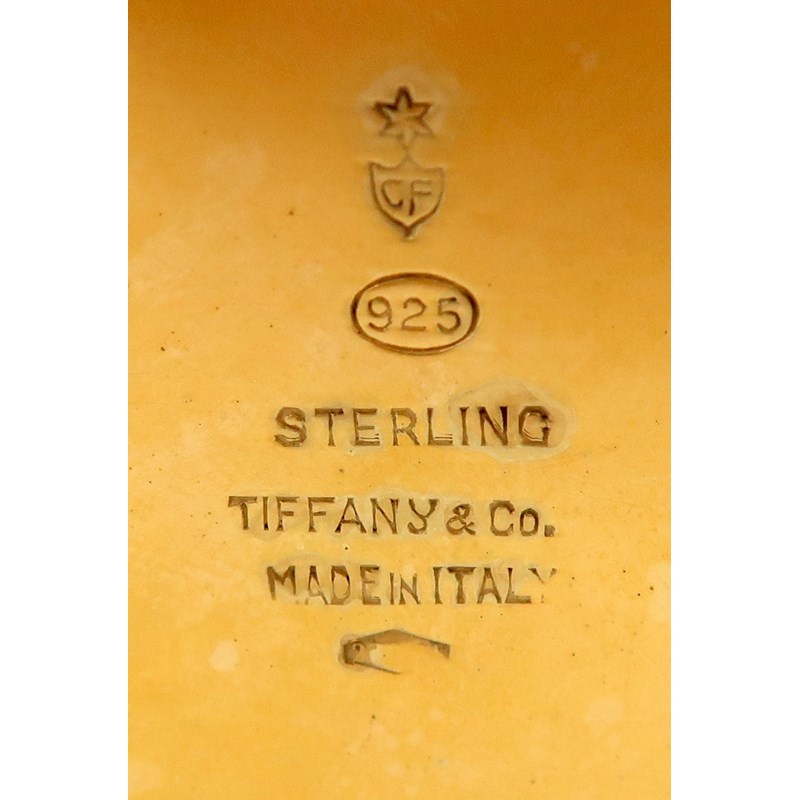 CF
925
STERLING
TIFFANY & Co.
MADE IN ITALY